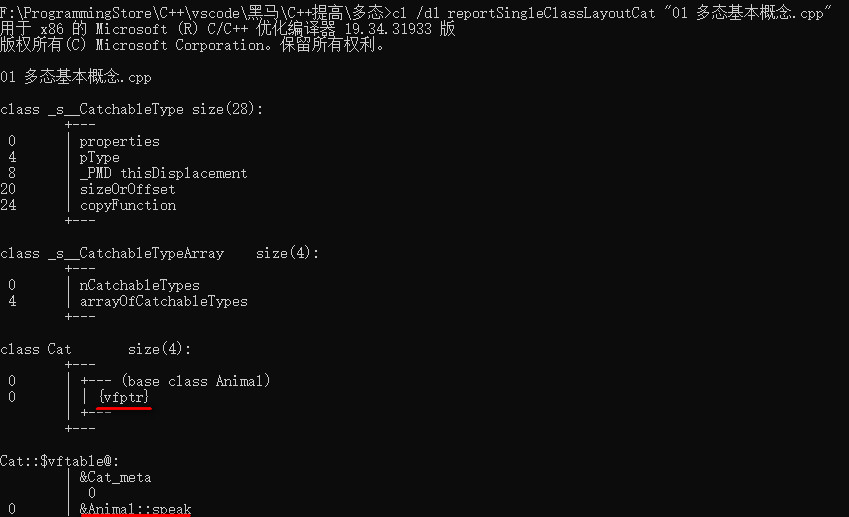 F:\ProgrammingStore\C++\vscode\黑马\C++提高\多态>cl /d1 reportSingleClassLayoutCat "01 多态基本概念.cpp"
用于 x86 的 Microsoft (R) C/C++ 优化编译器 19.34.31933 版
版权所有(C) Microsoft Corporation。保留所有权利。
01 多态基本概念.cpp
class _s__CatchableType size(28):
        +---
 0      | properties
 4      | pType
 8      | _PMD thisDisplacement
20      | sizeOrOffset
24      | copyFunction
        +---
class _s__CatchableTypeArray    size(4):
        +---
 0      | nCatchableTypes
 4      | arrayOfCatchableTypes
        +---
class Cat       size(4):
        +---
 0      | +--- (base class Animal)
 0      | | {vfptr}
        | +---
        +---
Cat::$vftable@:
        | &Cat_meta
        |  0
 0      | &Animal::speak